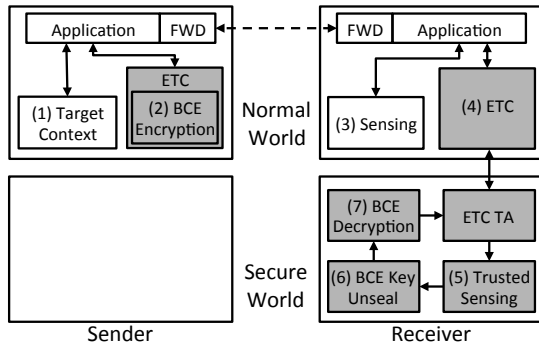 Application
FWD
ETC
(1) Target
Context
(2) BCE
Encryption
Normal
World
FWD
Application
(3) Sensing
(4) ETC
Secure
World
(7) BCE
Decryption
ETC TA
(6) BCE Key
Unseal
(5) Trusted
Sensing
Sender
Receiver